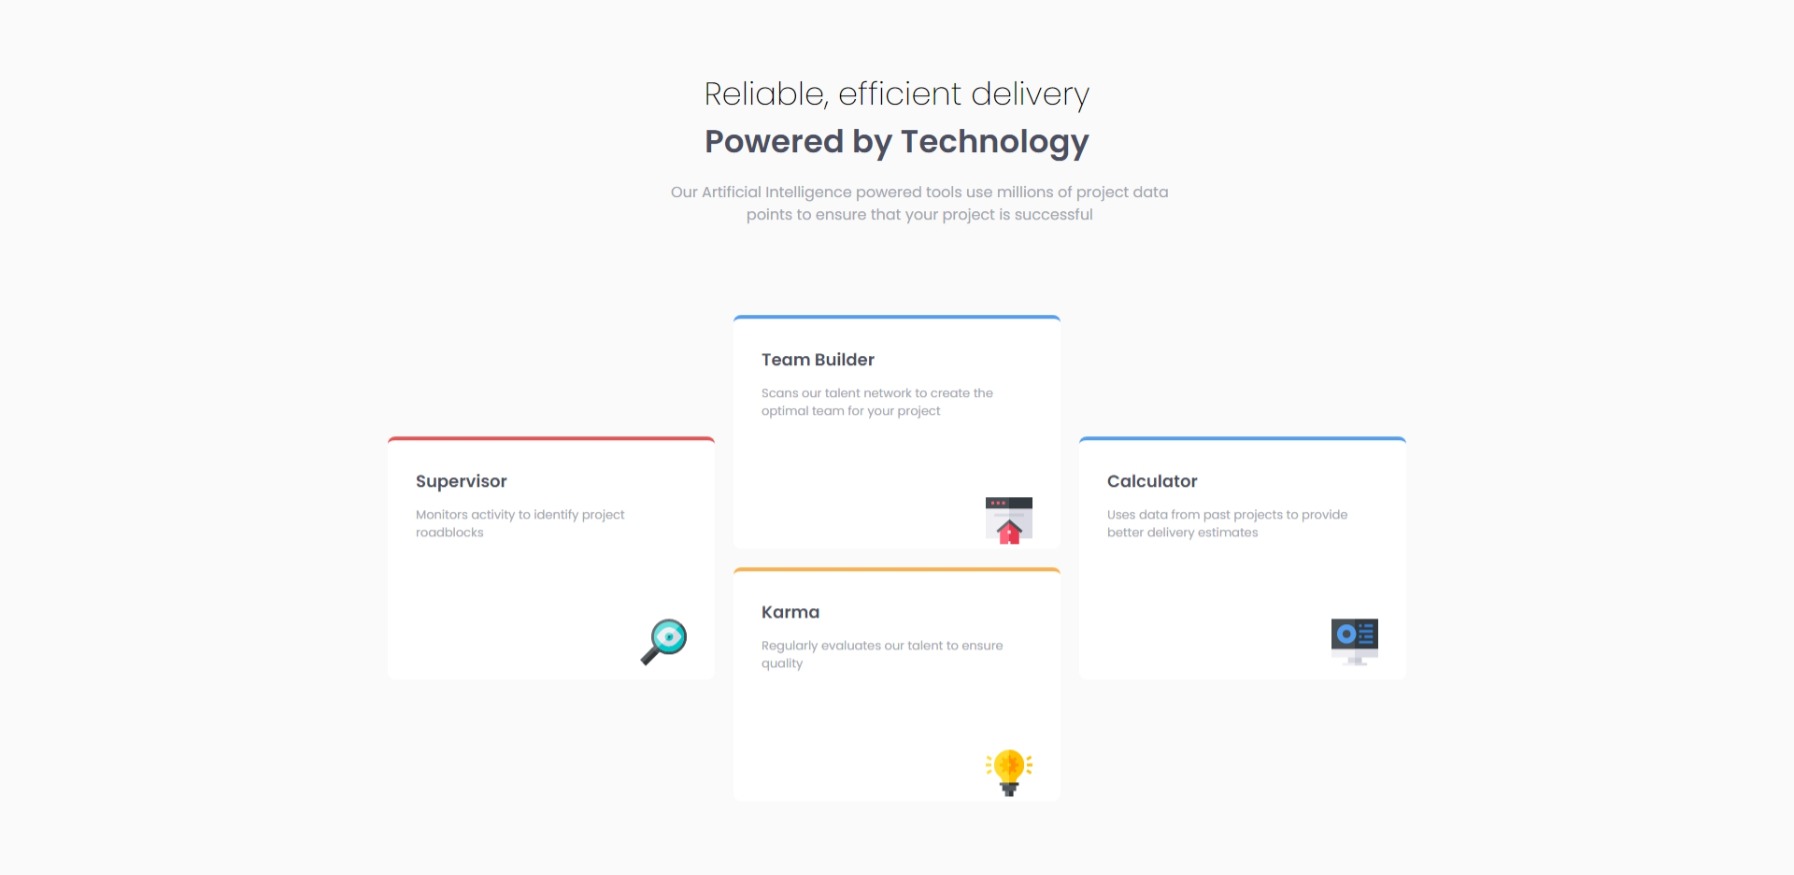 Reliable, efficient delivery
Powered by Technology
Our Artificial Intelligence powered tools use millions of project data
points to ensure that your project is successful
Supervisor
Monitors activity to identify project
roadblocks
Team Builder
Scans our talent network to create the
optimal team for your project
Karma
Regularly evaluates our talent to ensure
quality
Calculator
Uses data from past projects to provide
better delivery estimates